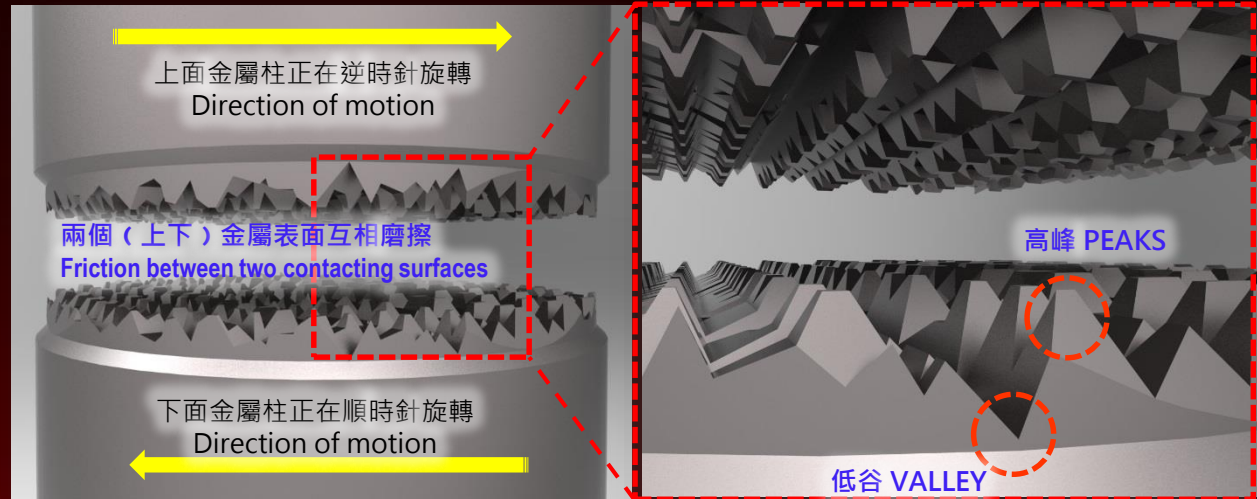 上面金屬柱正在逆時針旋轉
Direction of motion
兩個（上下）金屬表面互相磨擦
Friction between two contacting surfaces
下面金屬柱正在順時針旋轉
Direction of motion
高峰 PEAKS
低谷 VALLEY